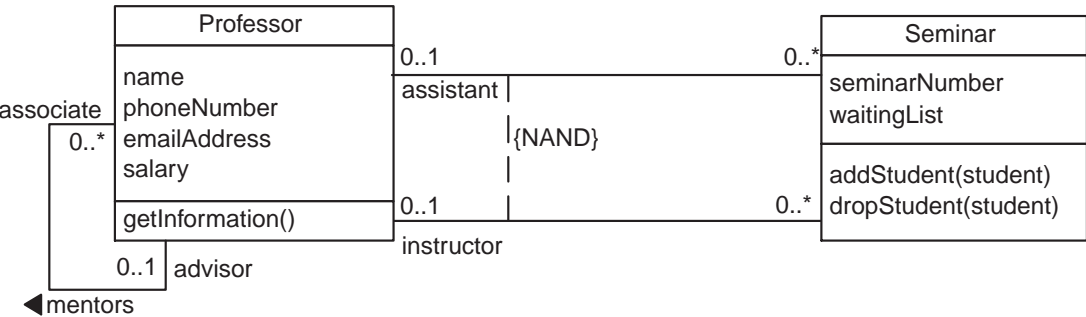 Professor
name
phoneNumber
emailAddress
salary
getInformation()
associate
0..*
0..1
advisor
mentors
0..1
assistant
0..*
{NAND}
0..1
instructor
0..*
Seminar
seminarNumber
waitingList
addStudent(student)
dropStudent(student)